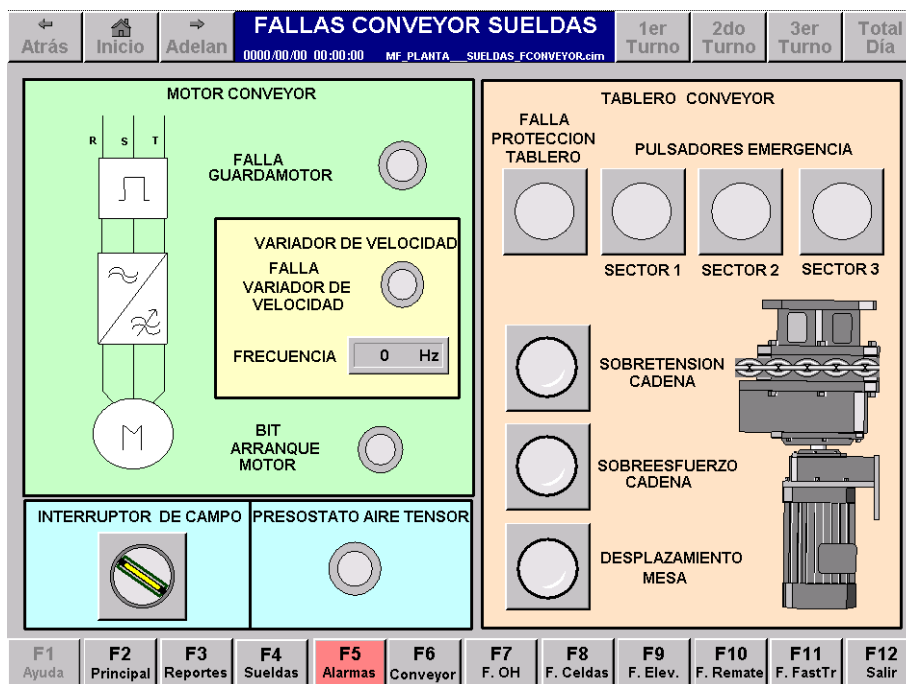 Atrás
Inicio
Adelan
FALLAS CONVEYOR SUELDAS
0000/00/00 00:00:00 MF_PLANTA___SUELDAS_FCONVEYOR.cim
1er
Turno
2do
Turno
3er
Turno
Total
Día
MOTOR CONVEYOR
R S T
FALLA
GUARDAMOTOR
VARIADOR DE VELOCIDAD
FALLA
VARIADOR DE
VELOCIDAD
FRECUENCIA 0 Hz
M
BIT
ARRANQUE
MOTOR
INTERRUPTOR DE CAMPO
PRESOSTATO AIRE TENSOR
TABLERO CONVEYOR
FALLA
PROTECCION
TABLERO
PULSADORES EMERGENCIA
SECTOR 1 SECTOR 2 SECTOR 3
SOBRETENSION
CADENA
SOBREESFUERZO
CADENA
DESPLAZAMIENTO
MESA
F1
Ayuda
F2
Principal
F3
Reportes
F4
Sueldas
F5
Alarmas
F6
Conveyor
F7
F. OH
F8
F. Celdas
F9
F. Elev.
F10
F. Remate
F11
F. FastTr
F12
Salir